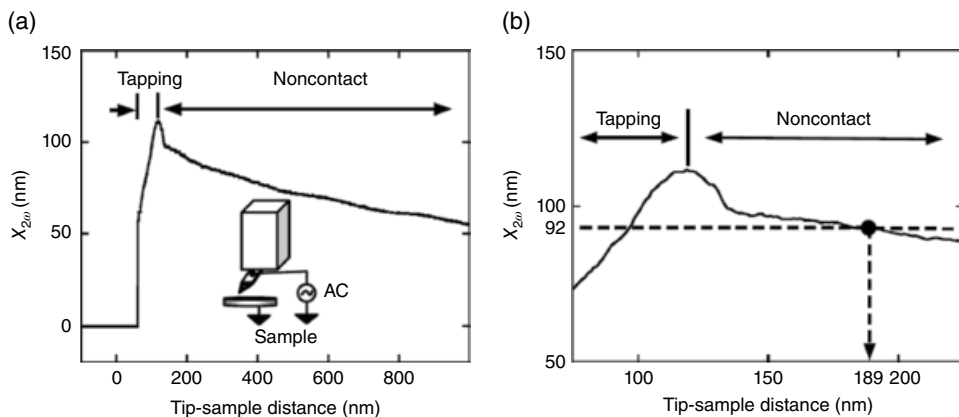 (a)
150
100
50
0
X2ω (nm)
Tapping
Noncontact
AC
Sample
0 200 400 600 800
Tip-sample distance (nm)
(b)
150
100
92
50
X2ω (nm)
Tapping
Noncontact
100 150 189 200
Tip-sample distance (nm)